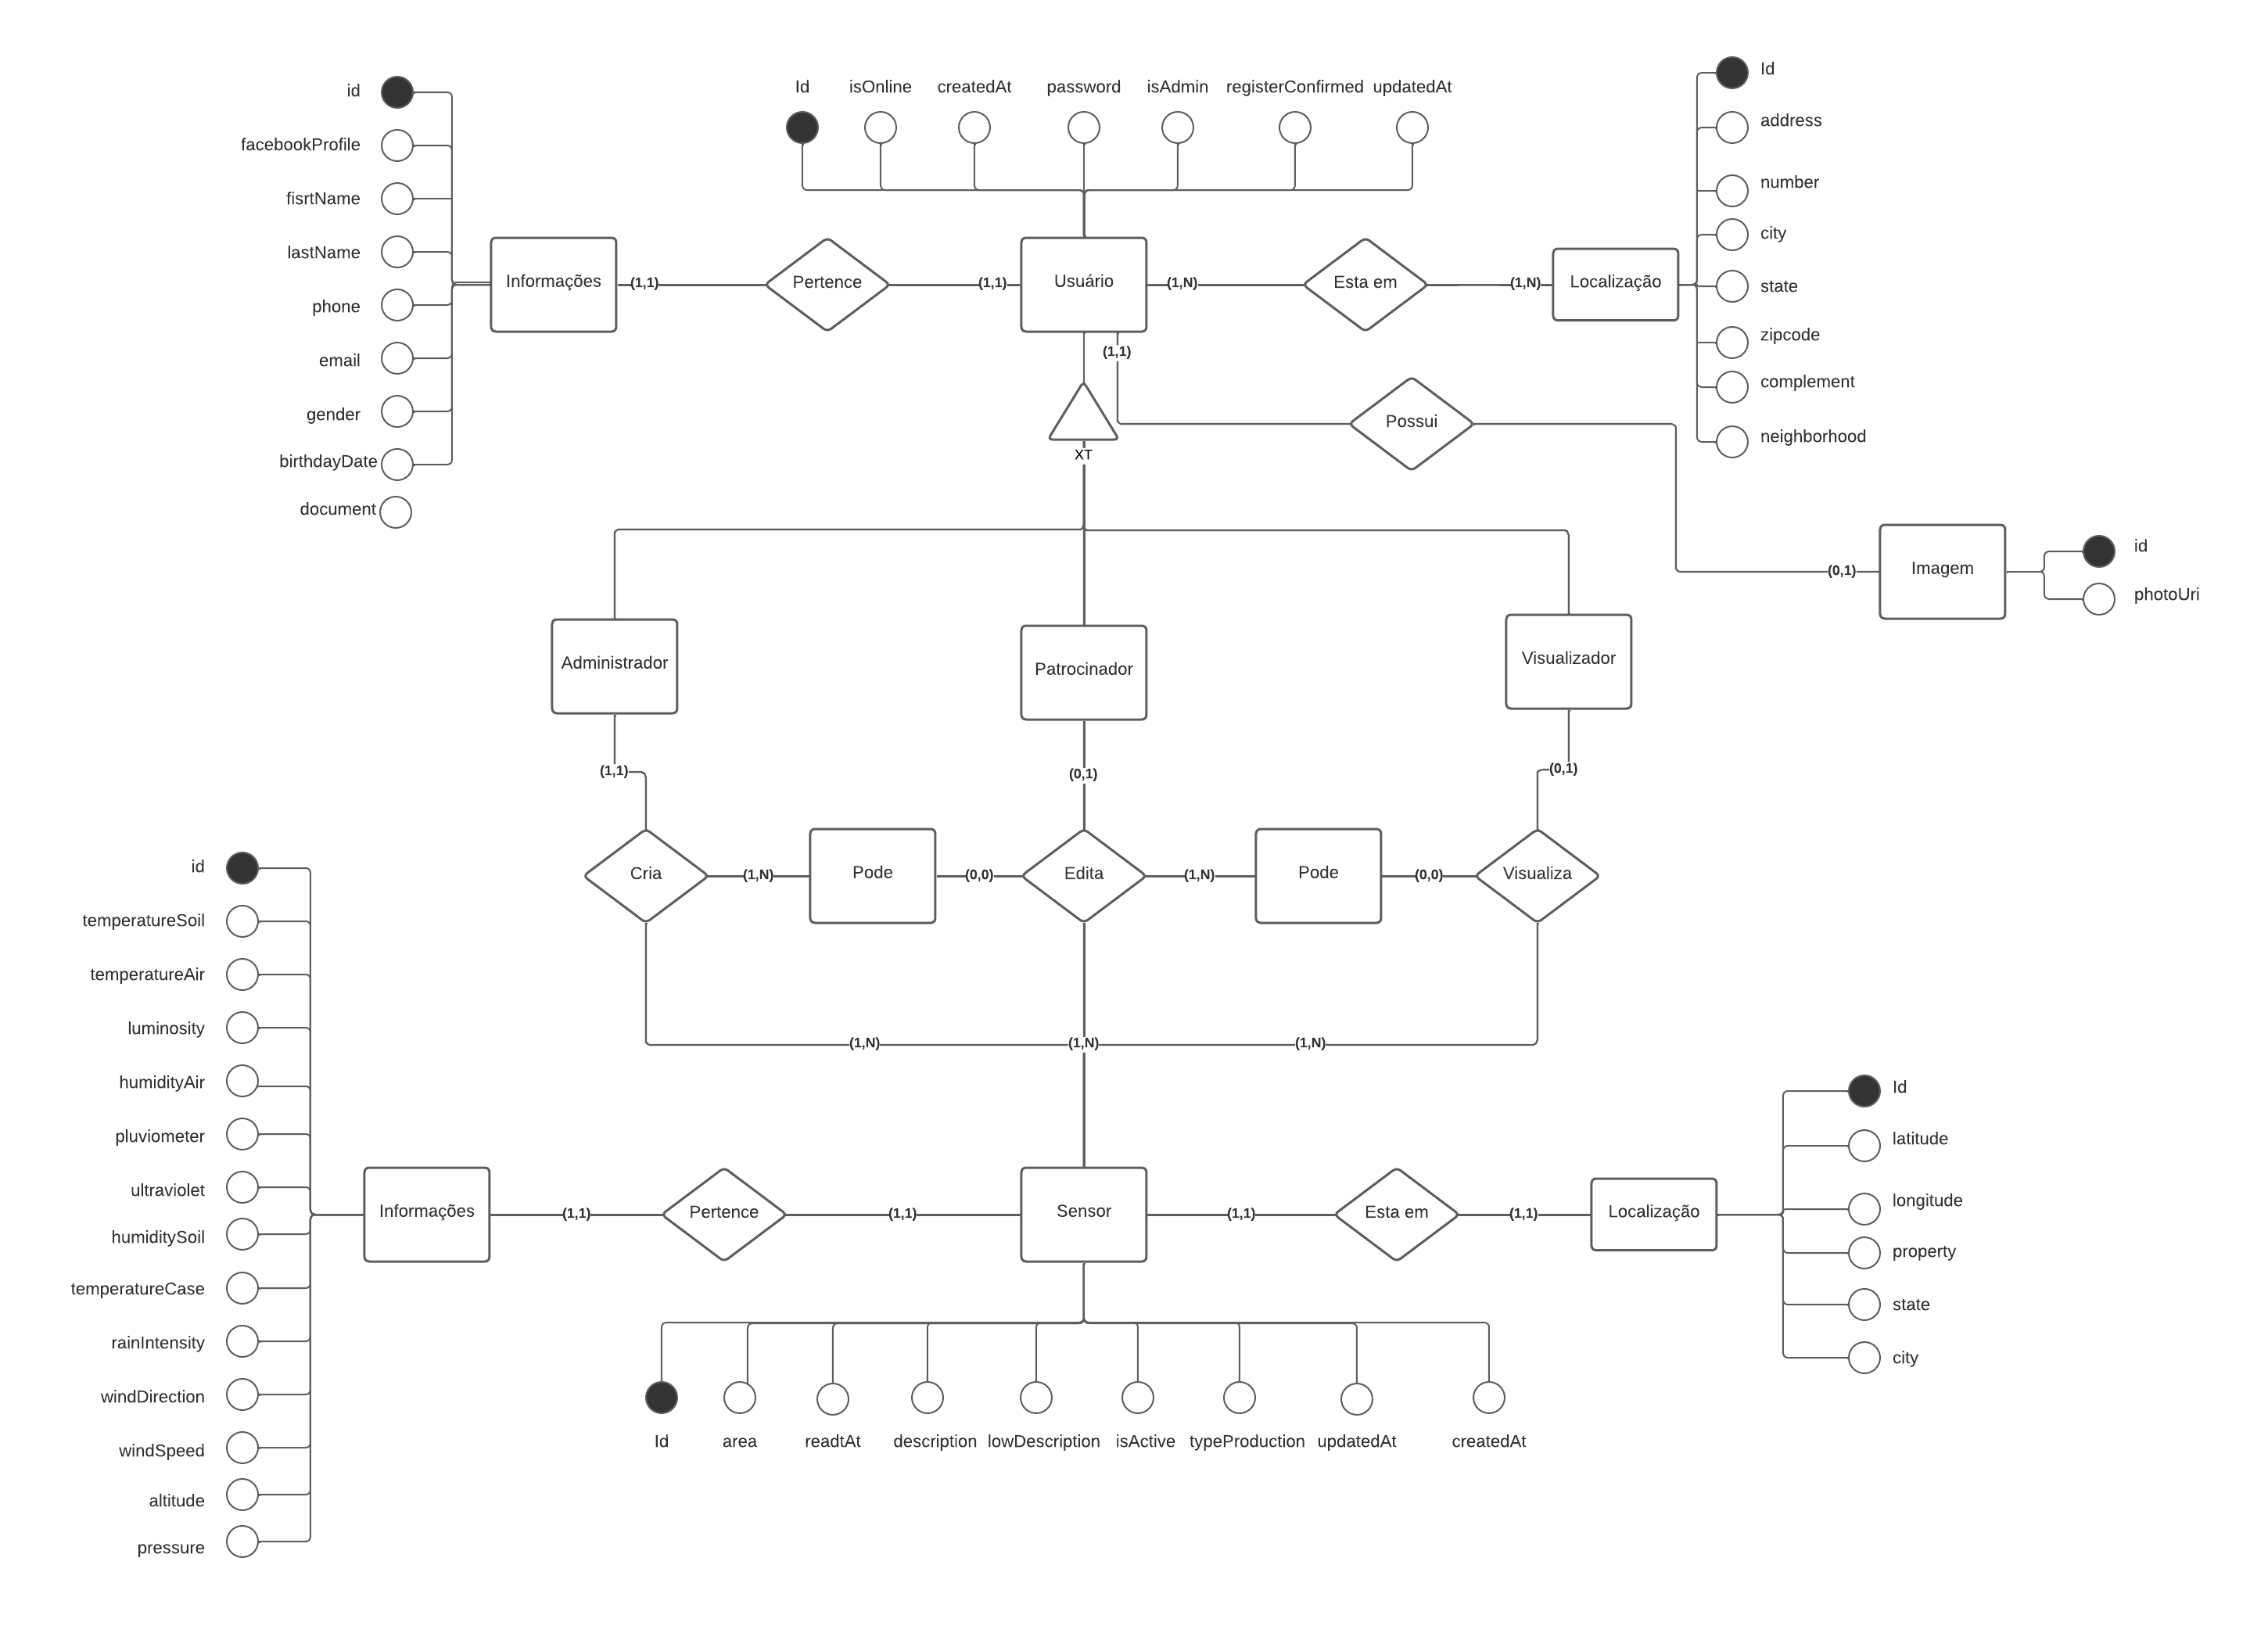 Id
id
Id isOnline createdAt password isAdmin registerConfirmed updatedAt
address
facebookProfile
number
fisrtName
city
lastName
Informações (1,1) Pertence (1,1) Usuário (1,N) Esta em (1,N) Localização
state
phone
zipcode
(1,1)
email
complement
gender
Possui
neighborhood
XT
birthdayDate
document
id
Imagem
(0,1)
photoUri
Administrador Patrocinador Visualizador
(1,1) (0,1) (0,1)
id
Cria (1,N) Pode (0,0) Edita (1,N) Pode (0,0) Visualiza
temperatureSoil
temperatureAir
luminosity
(1,N) (1,N) (1,N)
humidityAir
Id
pluviometer
latitude
ultraviolet
longitude
Informações (1,1) Pertence (1,1) Sensor (1,1) Esta em (1,1) Localização
humiditySoil
property
temperatureCase
state
rainIntensity
city
windDirection
Id area readtAt description lowDescription isActive typeProduction updatedAt createdAt
windSpeed
altitude
pressure